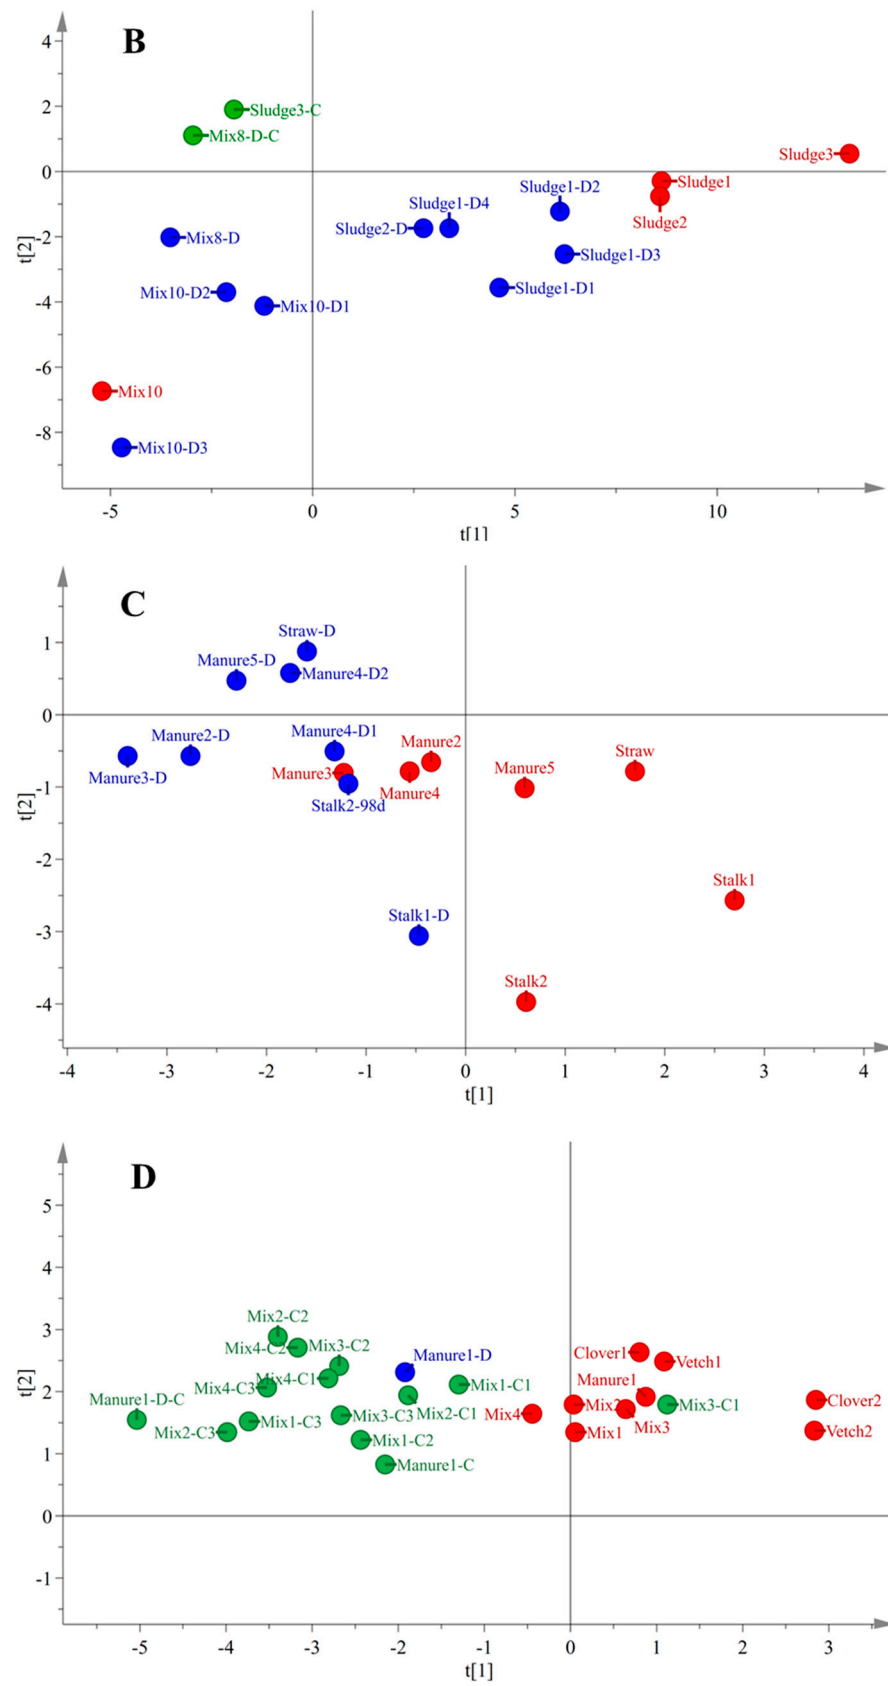 B
4
2
0
-2
-4
-6
-8
t[2]
Sludge3-C
Mix8-D-C
Sludge3
Sludge1
Sludge2
Sludge1-D2
Sludge1-D4
Sludge2-D
Mix8-D
Sludge1-D3
Mix10-D2
Sludge1-D1
Mix10-D1
Mix10
Mix10-D3
-5
0
5
10
t[1]
C
1
0
-1
-2
-3
-4
t[2]
Straw-D
Manure5-D
Manure4-D2
Manure2-D
Manure4-D1
Manure2
Straw
Manure3-D
Manure3
Manure5
Manure4
Stalk2-98d
Stalk1
Stalk1-D
Stalk2
-4
-3
-2
-1
0
1
2
3
4
t[1]
D
5
4
3
2
1
0
-1
t[2]
Mix2-C2
Mix4-C2
Mix3-C2
Manure1-D
Clover1
Vetch1
Mix4-C1
Mix4-C3
Mix1-C1
Manure1
Manure1-D-C
Mix3-C1
Clover2
Mix2
Mix4
Mix3-C3
Mix2-C1
Mix1-C3
Mix3
Mix2-C3
Mix1
Vetch2
Mix1-C2
Manure1-C
-5
-4
-3
-2
-1
0
1
2
3
t[1]